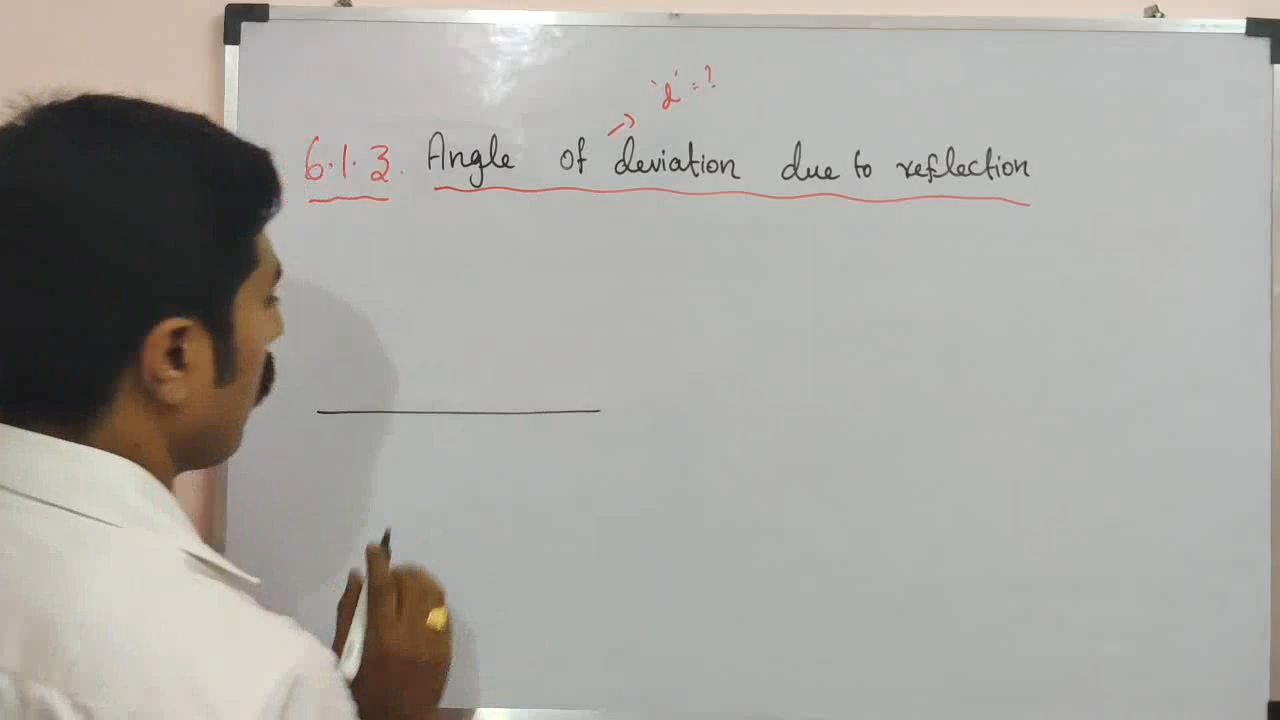 'd' = ?
6.1.3. Angle of deviation due to reflection